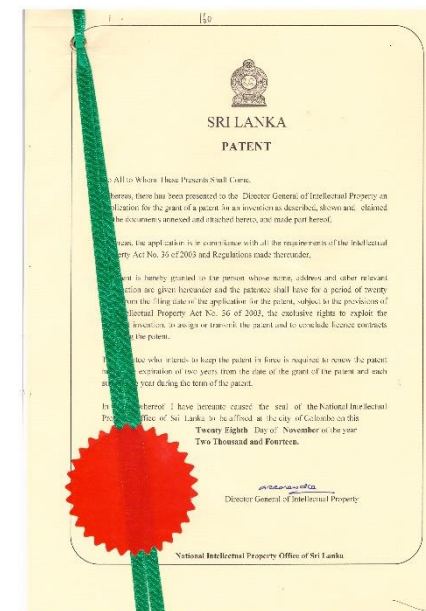 160
SRI LANKA
PATENT
All to Whom These Presents Shall Come,
there has been presented to the Director General of Intellectual Property an
for the grant of a patent for an invention as described, shown and claimed
the documents annexed and attached hereto, and made part hereof,
the application is in compliance with all the requirements of the Intellectual
Act No. 36 of 2003 and Regulations made thereunder,
is hereby granted to the person whose name, address and other relevant
are given hereunder and the patentee shall have for a period of twenty
from the filing date of the application for the patent, subject to the provisions of
Property Act No. 36 of 2003, the exclusive rights to exploit the
invention, to assign or transmit the patent and to conclude licence contracts
the patent.
who intends to keep the patent in force is required to renew the patent
expiration of two years from the date of the grant of the patent and each
year during the term of the patent.
In whereof I have hereunto caused the seal of the National Intellectual
of Sri Lanka to be affixed at the city of Colombo on this
Twenty Eighth Day of November of the year
Two Thousand and Fourteen.
Director General of Intellectual Property
National Intellectual Property Office of Sri Lanka